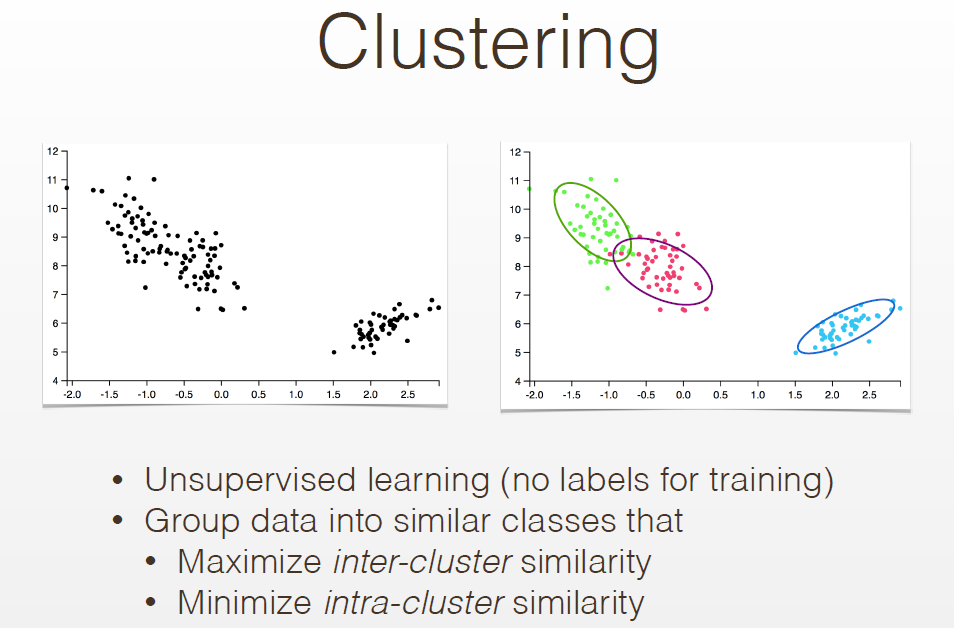 Clustering
12
11
10
9
8
7
6
5
4
-2.0 -1.5 -1.0 -0.5 0.0 0.5 1.0 1.5 2.0 2.5
12
11
10
9
8
7
6
5
4
-2.0 -1.5 -1.0 -0.5 0.0 0.5 1.0 1.5 2.0 2.5
• Unsupervised learning (no labels for training)
• Group data into similar classes that
• Maximize inter-cluster similarity
• Minimize intra-cluster similarity